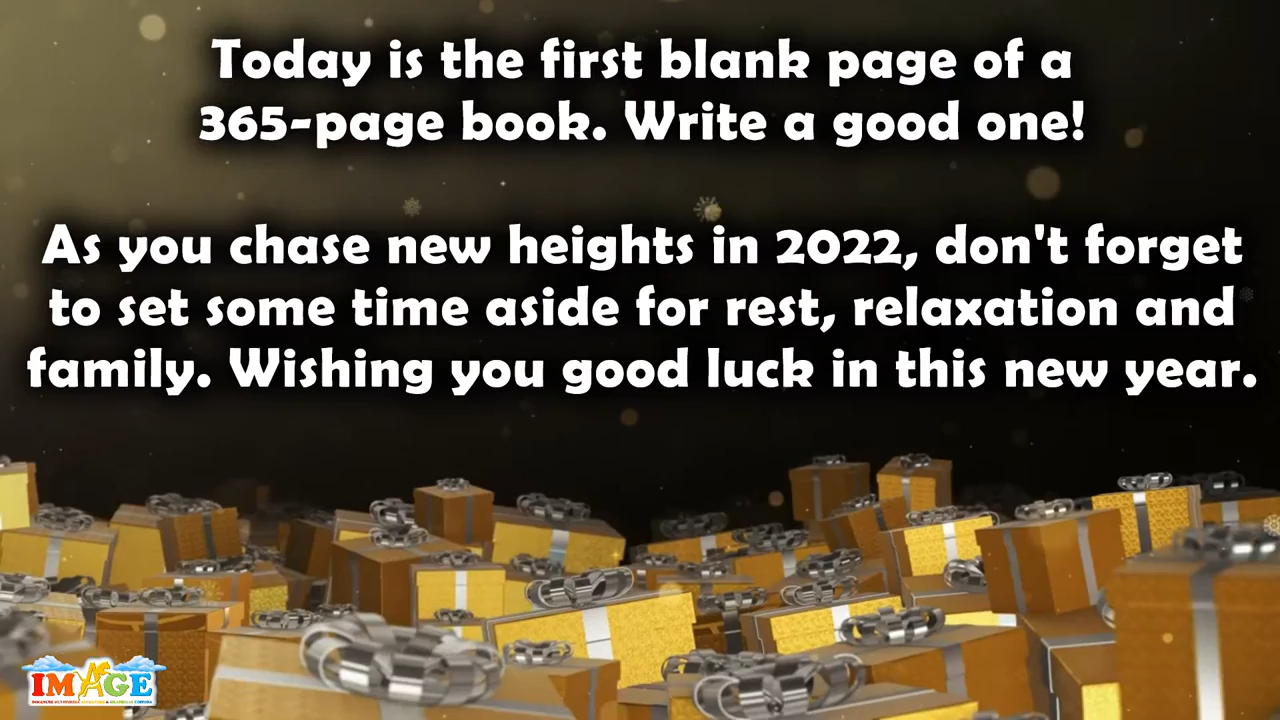 Today is the first blank page of a
365-page book. Write a good one!
As you chase new heights in 2022, don't forget
to set some time aside for rest, relaxation and
family. Wishing you good luck in this new year.
IMAGE